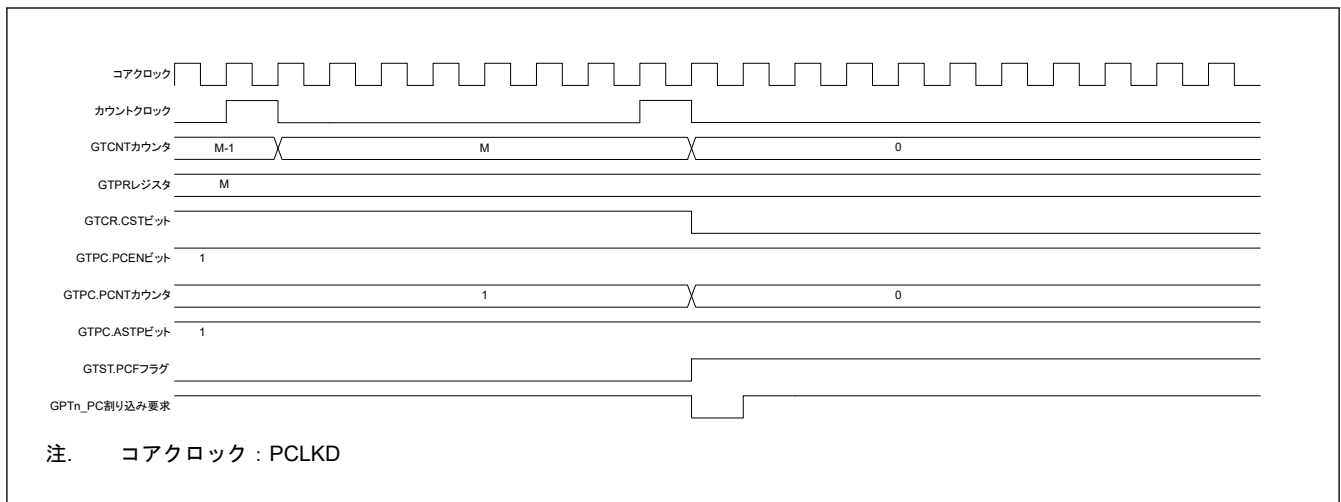 コアクロック
カウントクロック
GTCNTカウンタ M-1 M 0
GTPRレジスタ M
GTCR.CSTビット
GTPC.PCENビット 1
GTPC.PCNTカウンタ 1 0
GTPC.ASTPビット 1
GTST.PCFフラグ
GPTn_PC割り込み要求
注. コアクロック：PCLKD